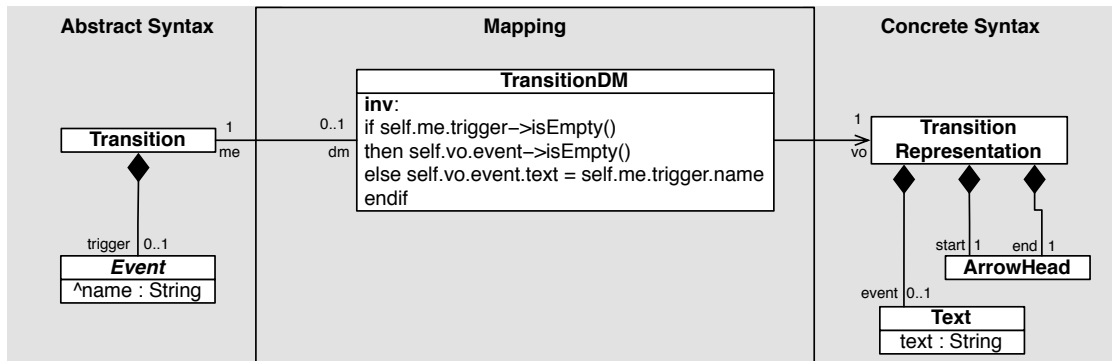 Abstract Syntax
Mapping
Concrete Syntax
TransitionDM
inv:
if self.me.trigger−>isEmpty()
then self.vo.event−>isEmpty()
else self.vo.event.text = self.me.trigger.name
endif
Transition
1
me
0..1
dm
1
vo
Transition
Representation
trigger 0..1
Event
^name : String
start 1
end 1
ArrowHead
event 0..1
Text
text : String